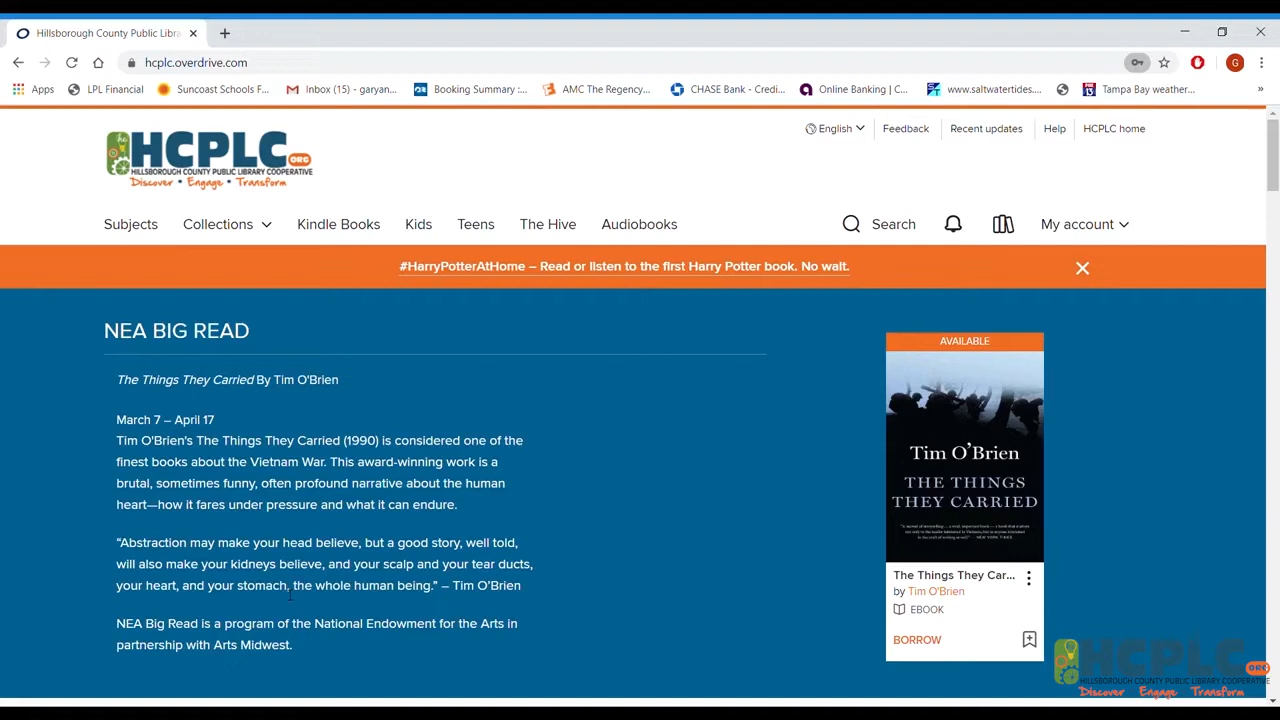 Hillsborough County Public Libra
hcplc.overdrive.com
G
Apps
LPL Financial
Suncoast Schools F...
Inbox (15) - garyan...
Booking Summary :...
AMC The Regency...
CHASE Bank - Credi...
Online Banking | C...
www.saltwatertides....
Tampa Bay weather...
»
the HCPLC.ORG
HILLSBOROUGH COUNTY PUBLIC LIBRARY COOPERATIVE
Discover • Engage • Transform
English
Feedback
Recent updates
Help
HCPLC home
Subjects
Collections
Kindle Books
Kids
Teens
The Hive
Audiobooks
Search
My account
#HarryPotterAtHome – Read or listen to the first Harry Potter book. No wait.
NEA BIG READ
The Things They Carried By Tim O'Brien
March 7 – April 17
Tim O'Brien's The Things They Carried (1990) is considered one of the
finest books about the Vietnam War. This award-winning work is a
brutal, sometimes funny, often profound narrative about the human
heart—how it fares under pressure and what it can endure.
“Abstraction may make your head believe, but a good story, well told,
will also make your kidneys believe, and your scalp and your tear ducts,
your heart, and your stomach, the whole human being.” – Tim O’Brien
NEA Big Read is a program of the National Endowment for the Arts in
partnership with Arts Midwest.
AVAILABLE
Tim O’Brien
THE THINGS
THEY CARRIED
The Things They Car...
by Tim O'Brien
EBOOK
BORROW
HCPLC.ORG
HILLSBOROUGH COUNTY PUBLIC LIBRARY COOPERATIVE
Discover Engage Transform